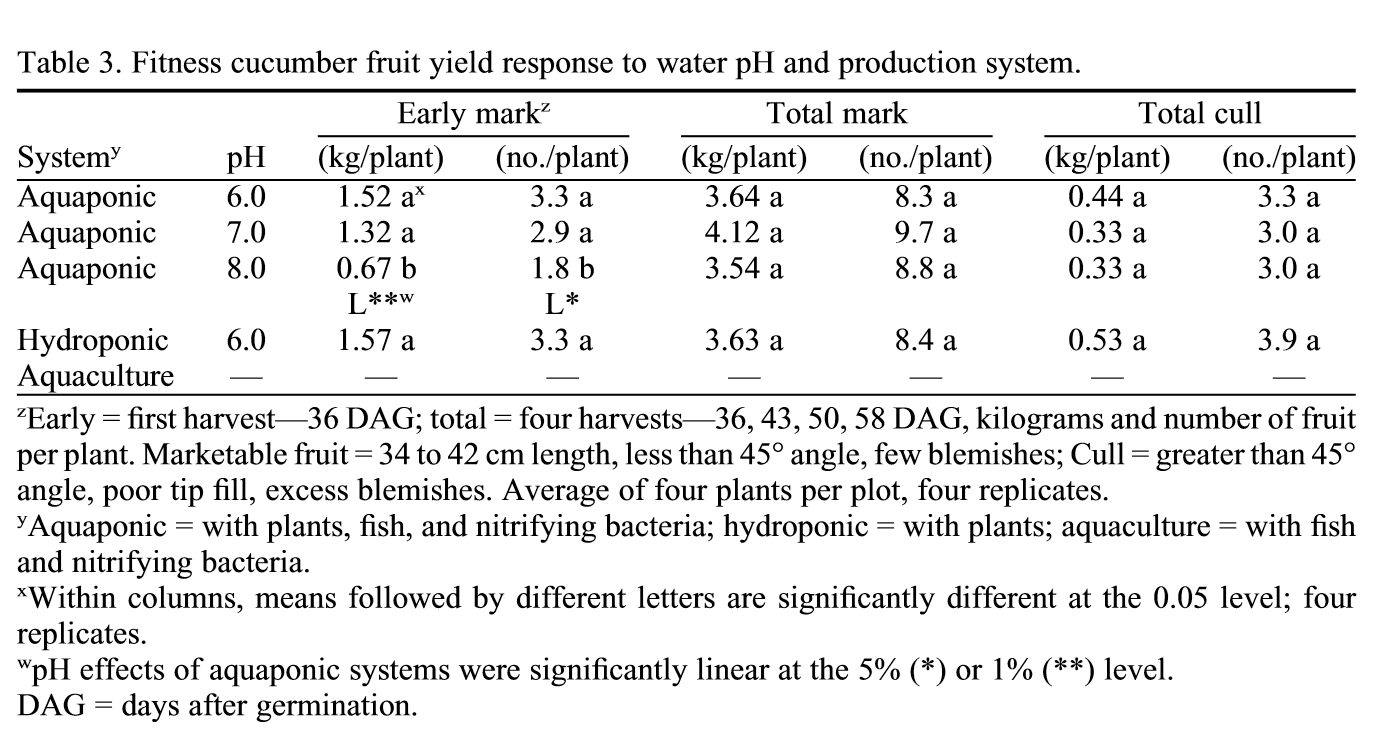 Table 3. Fitness cucumber fruit yield response to water pH and production system.
Early markᶻ Total mark Total cull
Systemʸ pH (kg/plant) (no./plant) (kg/plant) (no./plant) (kg/plant) (no./plant)
Aquaponic 6.0 1.52 aˣ 3.3 a 3.64 a 8.3 a 0.44 a 3.3 a
Aquaponic 7.0 1.32 a 2.9 a 4.12 a 9.7 a 0.33 a 3.0 a
Aquaponic 8.0 0.67 b 1.8 b 3.54 a 8.8 a 0.33 a 3.0 a
L**ʷ L*
Hydroponic 6.0 1.57 a 3.3 a 3.63 a 8.4 a 0.53 a 3.9 a
Aquaculture — — — — — — —
ᶻEarly = first harvest—36 DAG; total = four harvests—36, 43, 50, 58 DAG, kilograms and number of fruit
per plant. Marketable fruit = 34 to 42 cm length, less than 45° angle, few blemishes; Cull = greater than 45°
angle, poor tip fill, excess blemishes. Average of four plants per plot, four replicates.
ʸAquaponic = with plants, fish, and nitrifying bacteria; hydroponic = with plants; aquaculture = with fish
and nitrifying bacteria.
ˣWithin columns, means followed by different letters are significantly different at the 0.05 level; four
replicates.
ʷpH effects of aquaponic systems were significantly linear at the 5% (*) or 1% (**) level.
DAG = days after germination.